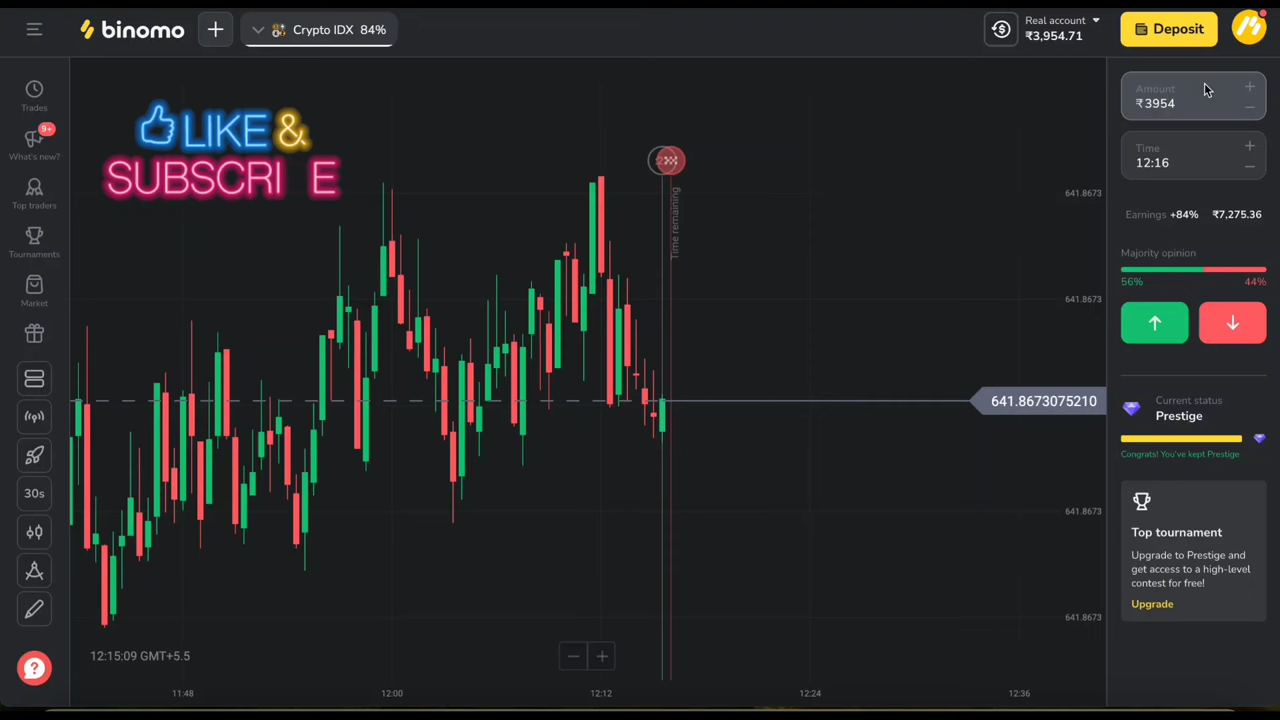 binomo
+
Crypto IDX 84%
Real account
₹3,954.71
Deposit
Trades
9+
What's new?
Top traders
Tournaments
Market
30s
?
LIKE &
SUBSCRI E
Time remaining
641.8673
641.8673
641.8673075210
641.8673
641.8673
12:15:09 GMT+5.5
− +
11:48 12:00 12:12 12:24 12:36
Amount
₹3954
+
−
Time
12:16
+
−
Earnings +84% ₹7,275.36
Majority opinion
56% 44%
Current status
Prestige
Congrats! You've kept Prestige
Top tournament
Upgrade to Prestige and
get access to a high-level
contest for free!
Upgrade